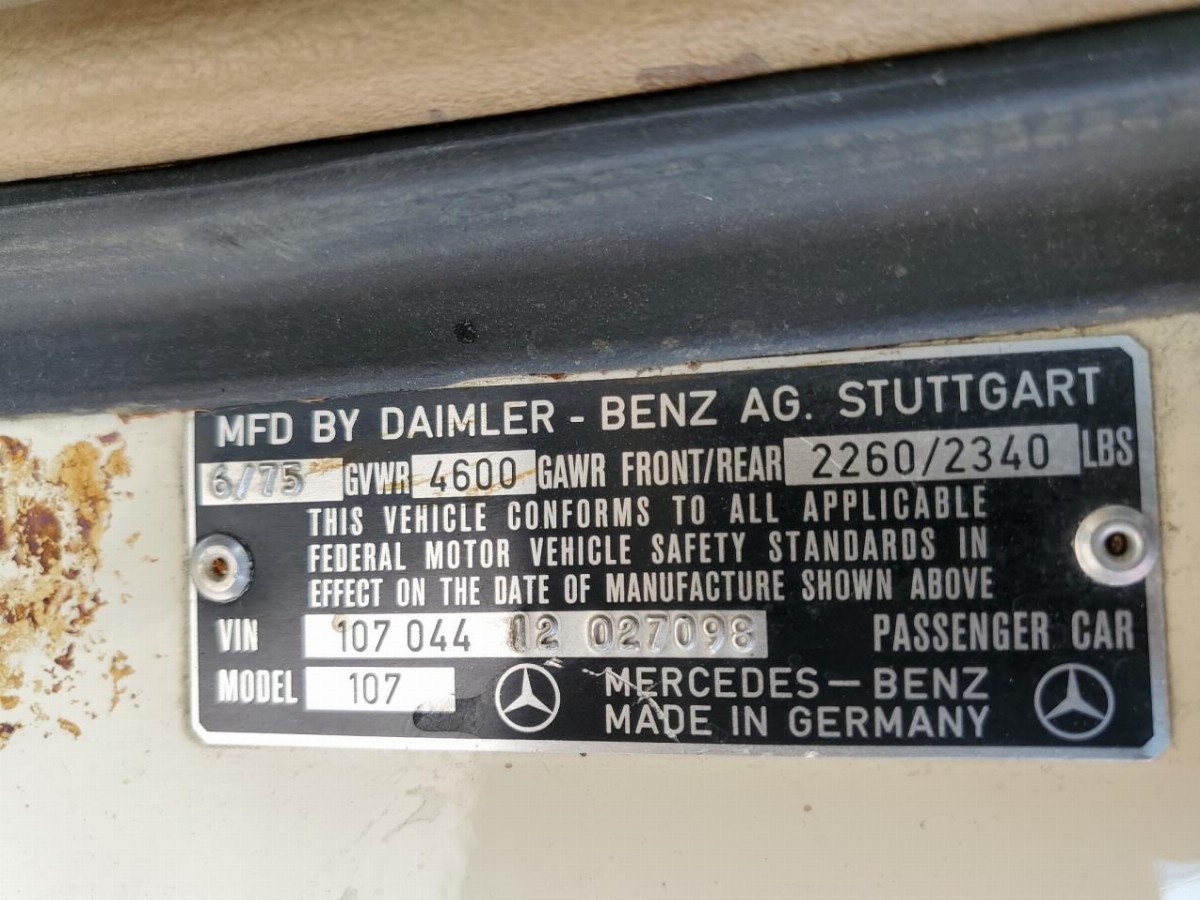 MFD BY DAIMLER - BENZ AG. STUTTGART
6/75 GVWR 4600 GAWR FRONT/REAR 2260/2340 LBS
THIS VEHICLE CONFORMS TO ALL APPLICABLE
FEDERAL MOTOR VEHICLE SAFETY STANDARDS IN
EFFECT ON THE DATE OF MANUFACTURE SHOWN ABOVE
VIN 107 044 12 027098 PASSENGER CAR
MODEL 107 MERCEDES – BENZ
MADE IN GERMANY